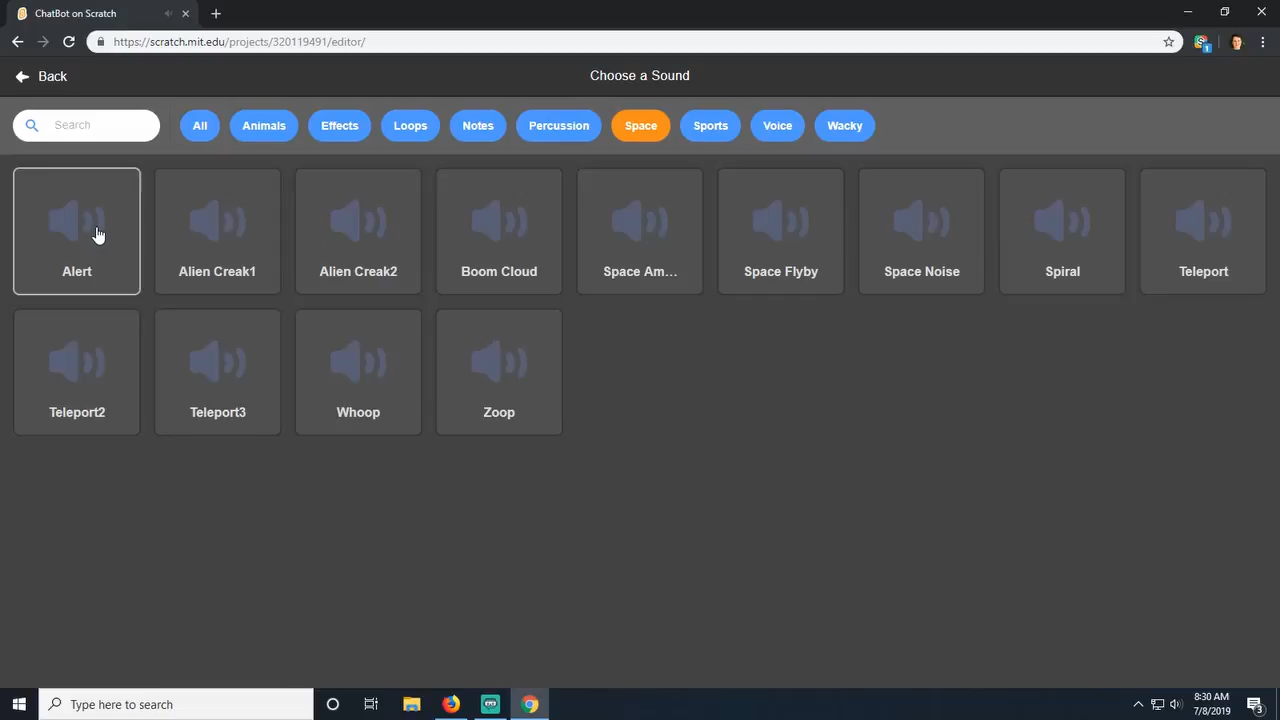 ChatBot on Scratch
https://scratch.mit.edu/projects/320119491/editor/
1
Back
Choose a Sound
Search
All
Animals
Effects
Loops
Notes
Percussion
Space
Sports
Voice
Wacky
Alert
Alien Creak1
Alien Creak2
Boom Cloud
Space Am...
Space Flyby
Space Noise
Spiral
Teleport
Teleport2
Teleport3
Whoop
Zoop
Type here to search
8:30 AM
7/8/2019
3